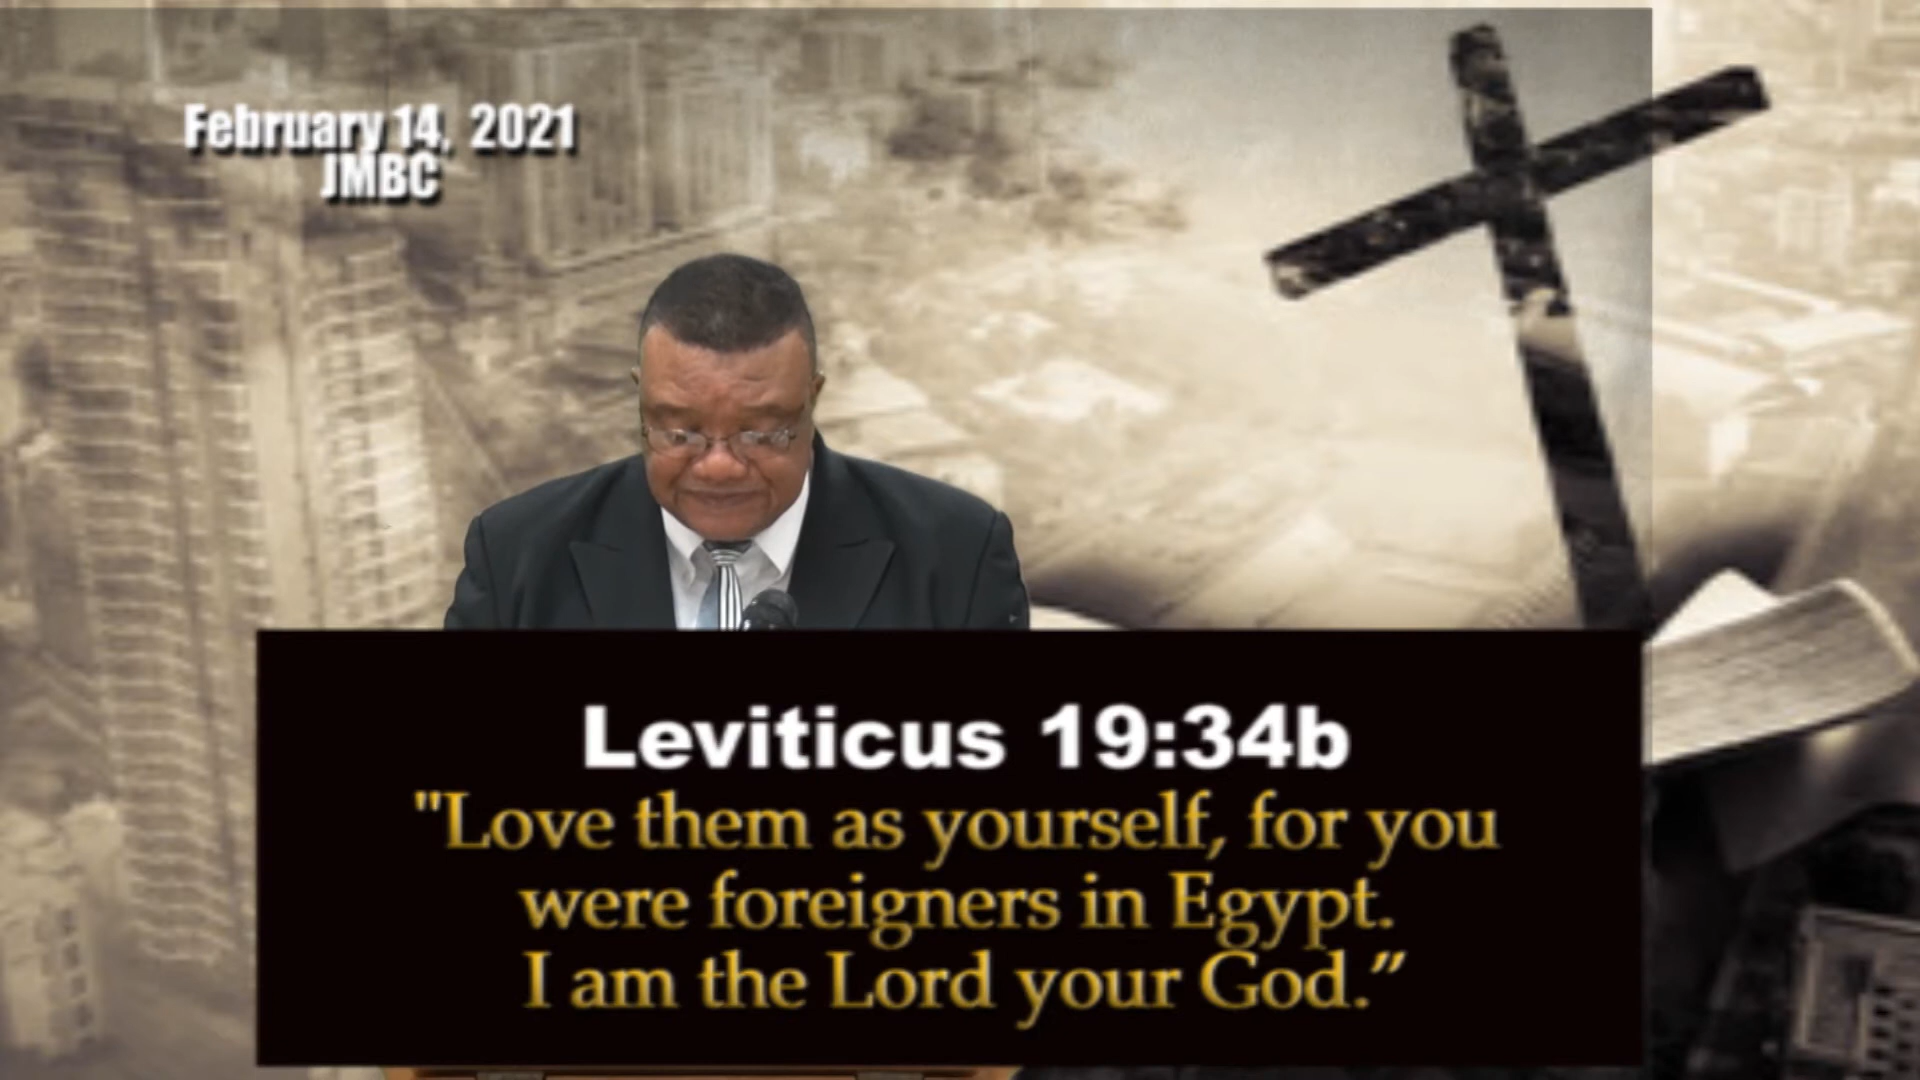 February 14, 2021
JMBC
Leviticus 19:34b
"Love them as yourself, for you
were foreigners in Egypt.
I am the Lord your God.”